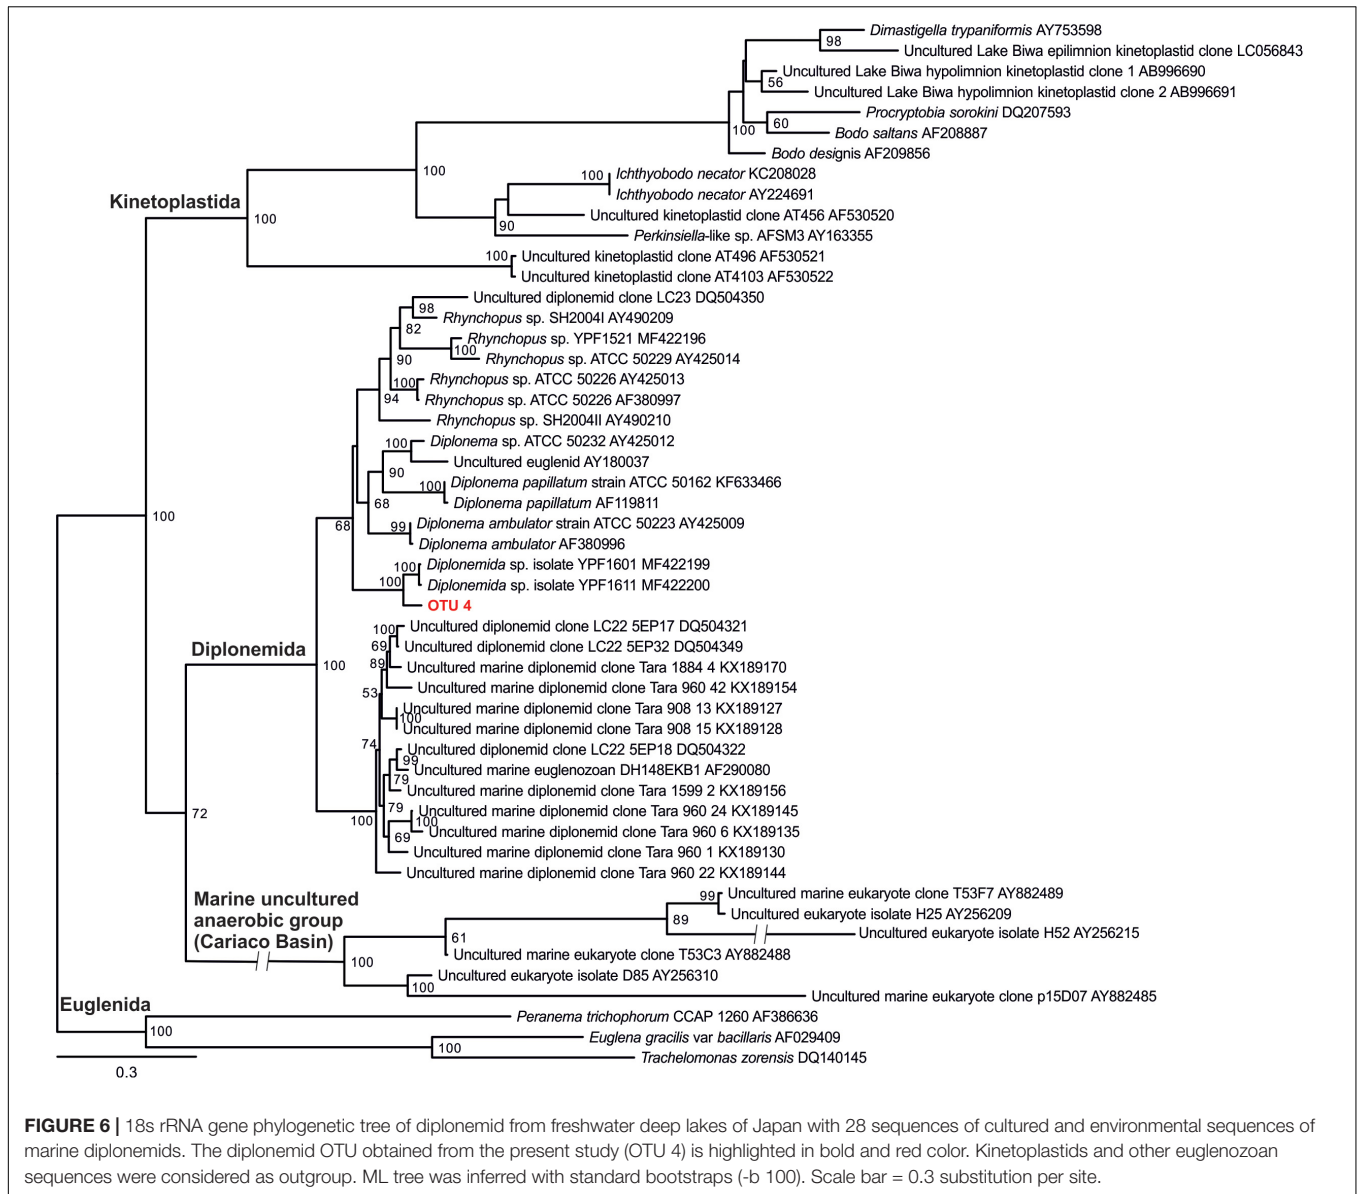 Dimastigella trypaniformis AY753598
98
Uncultured Lake Biwa epilimnion kinetoplastid clone LC056843
Uncultured Lake Biwa hypolimnion kinetoplastid clone 1 AB996690
56
Uncultured Lake Biwa hypolimnion kinetoplastid clone 2 AB996691
Procryptobia sorokini DQ207593
60
100
Bodo saltans AF208887
Bodo designis AF209856
100
100
Ichthyobodo necator KC208028
Ichthyobodo necator AY224691
Kinetoplastida
Uncultured kinetoplastid clone AT456 AF530520
100
90
Perkinsiella-like sp. AFSM3 AY163355
100
Uncultured kinetoplastid clone AT496 AF530521
Uncultured kinetoplastid clone AT4103 AF530522
Uncultured diplonemid clone LC23 DQ504350
98
Rhynchopus sp. SH2004I AY490209
82
Rhynchopus sp. YPF1521 MF422196
100
90
Rhynchopus sp. ATCC 50229 AY425014
Rhynchopus sp. ATCC 50226 AY425013
100
94
Rhynchopus sp. ATCC 50226 AF380997
Rhynchopus sp. SH2004II AY490210
100
Diplonema sp. ATCC 50232 AY425012
Uncultured euglenid AY180037
90
100
Diplonema papillatum strain ATCC 50162 KF633466
68
Diplonema papillatum AF119811
100
68
99
Diplonema ambulator strain ATCC 50223 AY425009
Diplonema ambulator AF380996
100
Diplonemida sp. isolate YPF1601 MF422199
100
Diplonemida sp. isolate YPF1611 MF422200
OTU 4
100
Uncultured diplonemid clone LC22 5EP17 DQ504321
69
Uncultured diplonemid clone LC22 5EP32 DQ504349
Diplonemida
100
89
Uncultured marine diplonemid clone Tara 1884 4 KX189170
53
Uncultured marine diplonemid clone Tara 960 42 KX189154
Uncultured marine diplonemid clone Tara 908 13 KX189127
100
Uncultured marine diplonemid clone Tara 908 15 KX189128
74
Uncultured diplonemid clone LC22 5EP18 DQ504322
99
Uncultured marine euglenozoan DH148EKB1 AF290080
79
Uncultured marine diplonemid clone Tara 1599 2 KX189156
72
79
Uncultured marine diplonemid clone Tara 960 24 KX189145
100
100
Uncultured marine diplonemid clone Tara 960 6 KX189135
69
Uncultured marine diplonemid clone Tara 960 1 KX189130
Uncultured marine diplonemid clone Tara 960 22 KX189144
Marine uncultured
anaerobic group
(Cariaco Basin)
99
Uncultured marine eukaryote clone T53F7 AY882489
89
Uncultured eukaryote isolate H25 AY256209
Uncultured eukaryote isolate H52 AY256215
61
Uncultured marine eukaryote clone T53C3 AY882488
100
Uncultured eukaryote isolate D85 AY256310
100
Uncultured marine eukaryote clone p15D07 AY882485
Euglenida
Peranema trichophorum CCAP 1260 AF386636
100
Euglena gracilis var bacillaris AF029409
100
Trachelomonas zorensis DQ140145
0.3
FIGURE 6 | 18s rRNA gene phylogenetic tree of diplonemid from freshwater deep lakes of Japan with 28 sequences of cultured and environmental sequences of
marine diplonemids. The diplonemid OTU obtained from the present study (OTU 4) is highlighted in bold and red color. Kinetoplastids and other euglenozoan
sequences were considered as outgroup. ML tree was inferred with standard bootstraps (-b 100). Scale bar = 0.3 substitution per site.